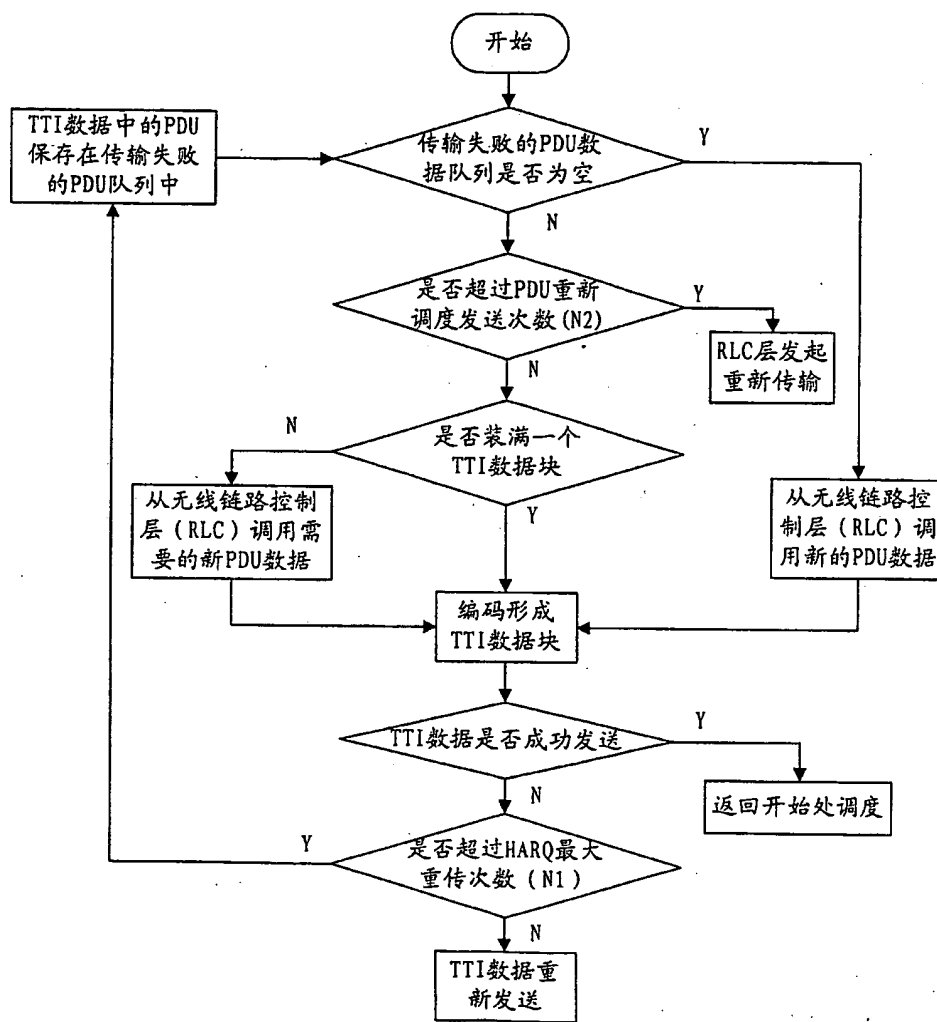 开始
TTI数据中的PDU
保存在传输失败
的PDU队列中
传输失败的PDU数
据队列是否为空
Y
N
是否超过PDU重新
调度发送次数(N2)
Y
RLC层发起
重新传输
N
是否装满一个
TTI数据块
N
从无线链路控制
层(RLC)调用需
要的新PDU数据
Y
从无线链路控
制层(RLC)调
用新的PDU数据
编码形成
TTI数据块
TTI数据是否成功发送
Y
返回开始处调度
N
是否超过HARQ最大
重传次数(N1)
Y
N
TTI数据重
新发送